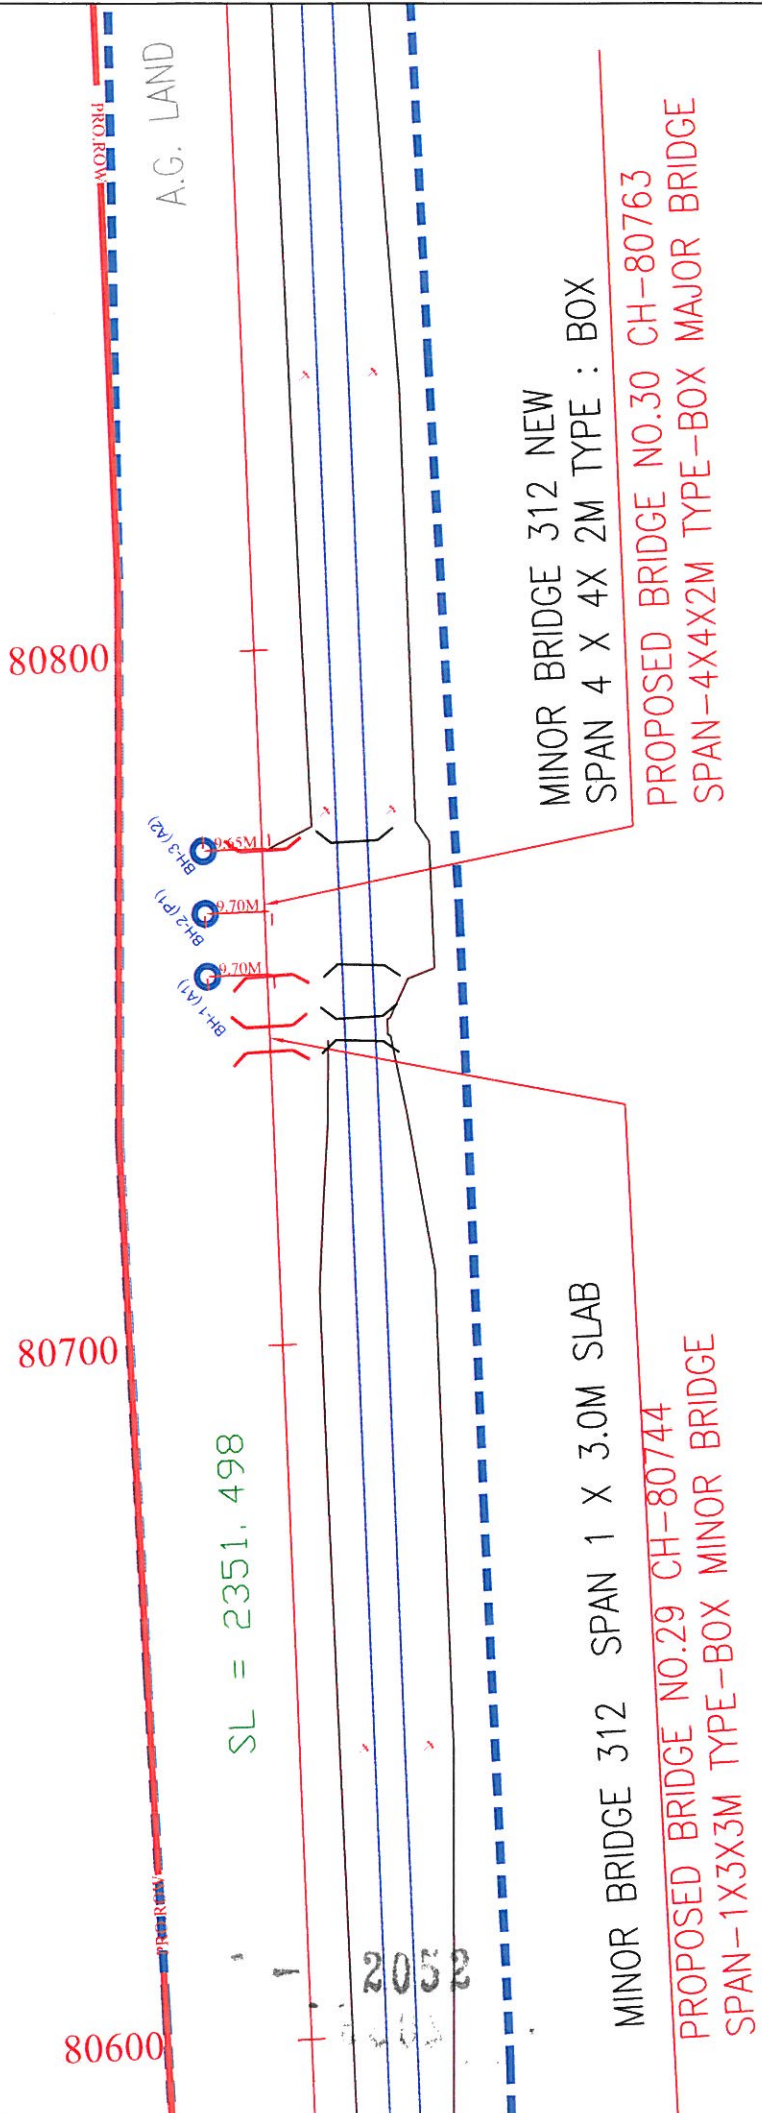 PRO.ROW
A.G. LAND
MINOR BRIDGE 312 NEW
SPAN 4 X 4X 2M TYPE : BOX
PROPOSED BRIDGE NO.30 CH-80763
SPAN-4X4X2M TYPE-BOX MAJOR BRIDGE
80800
BH-3 (A2)
9.65M
BH-2 (P1)
9.70M
BH-1 (A1)
9.70M
80700
SL = 2351.498
MINOR BRIDGE 312 SPAN 1 X 3.0M SLAB
PROPOSED BRIDGE NO.29 CH-80744
SPAN-1X3X3M TYPE-BOX MINOR BRIDGE
PRO.ROW
2052
80600